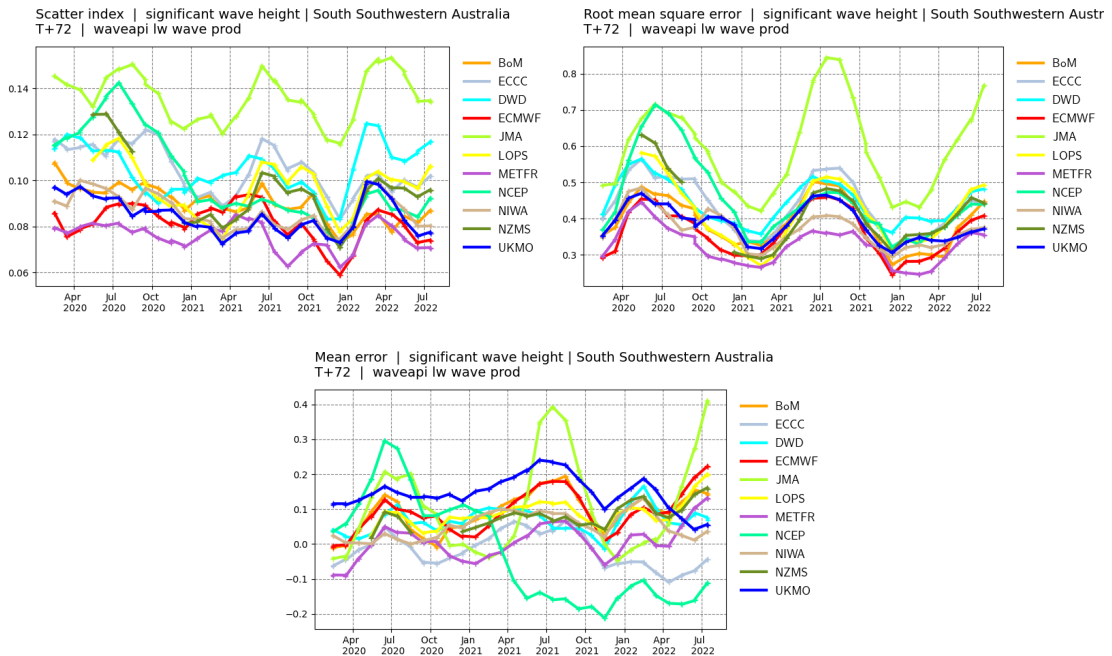 Scatter index | significant wave height | South Southwestern Australia
T+72 | waveapi lw wave prod
0.14
0.12
0.10
0.08
0.06
Apr 2020
Jul 2020
Oct 2020
Jan 2021
Apr 2021
Jul 2021
Oct 2021
Jan 2022
Apr 2022
Jul 2022
BoM
ECCC
DWD
ECMWF
JMA
LOPS
METFR
NCEP
NIWA
NZMS
UKMO
Root mean square error | significant wave height | South Southwestern Austr
T+72 | waveapi lw wave prod
0.8
0.7
0.6
0.5
0.4
0.3
Apr 2020
Jul 2020
Oct 2020
Jan 2021
Apr 2021
Jul 2021
Oct 2021
Jan 2022
Apr 2022
Jul 2022
BoM
ECCC
DWD
ECMWF
JMA
LOPS
METFR
NCEP
NIWA
NZMS
UKMO
Mean error | significant wave height | South Southwestern Australia
T+72 | waveapi lw wave prod
0.4
0.3
0.2
0.1
0.0
−0.1
−0.2
Apr 2020
Jul 2020
Oct 2020
Jan 2021
Apr 2021
Jul 2021
Oct 2021
Jan 2022
Apr 2022
Jul 2022
BoM
ECCC
DWD
ECMWF
JMA
LOPS
METFR
NCEP
NIWA
NZMS
UKMO